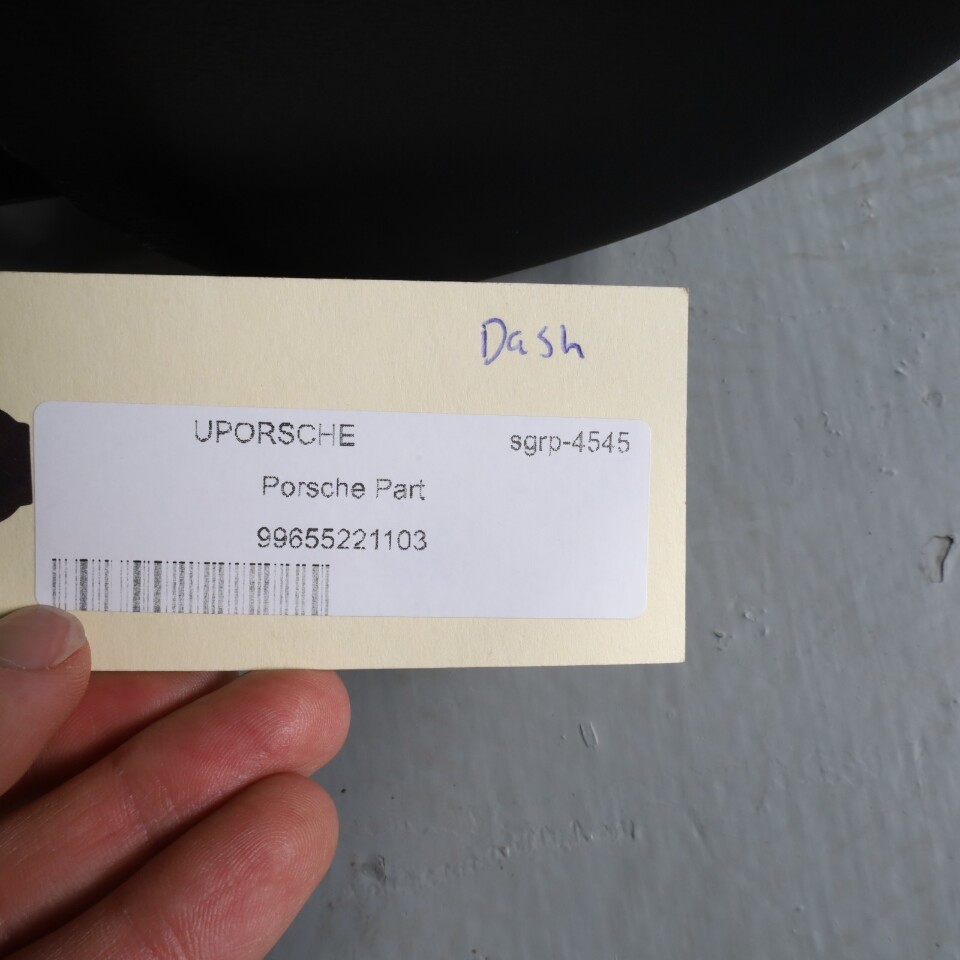 Dash
UPORSCHE sgrp-4545
Porsche Part
99655221103